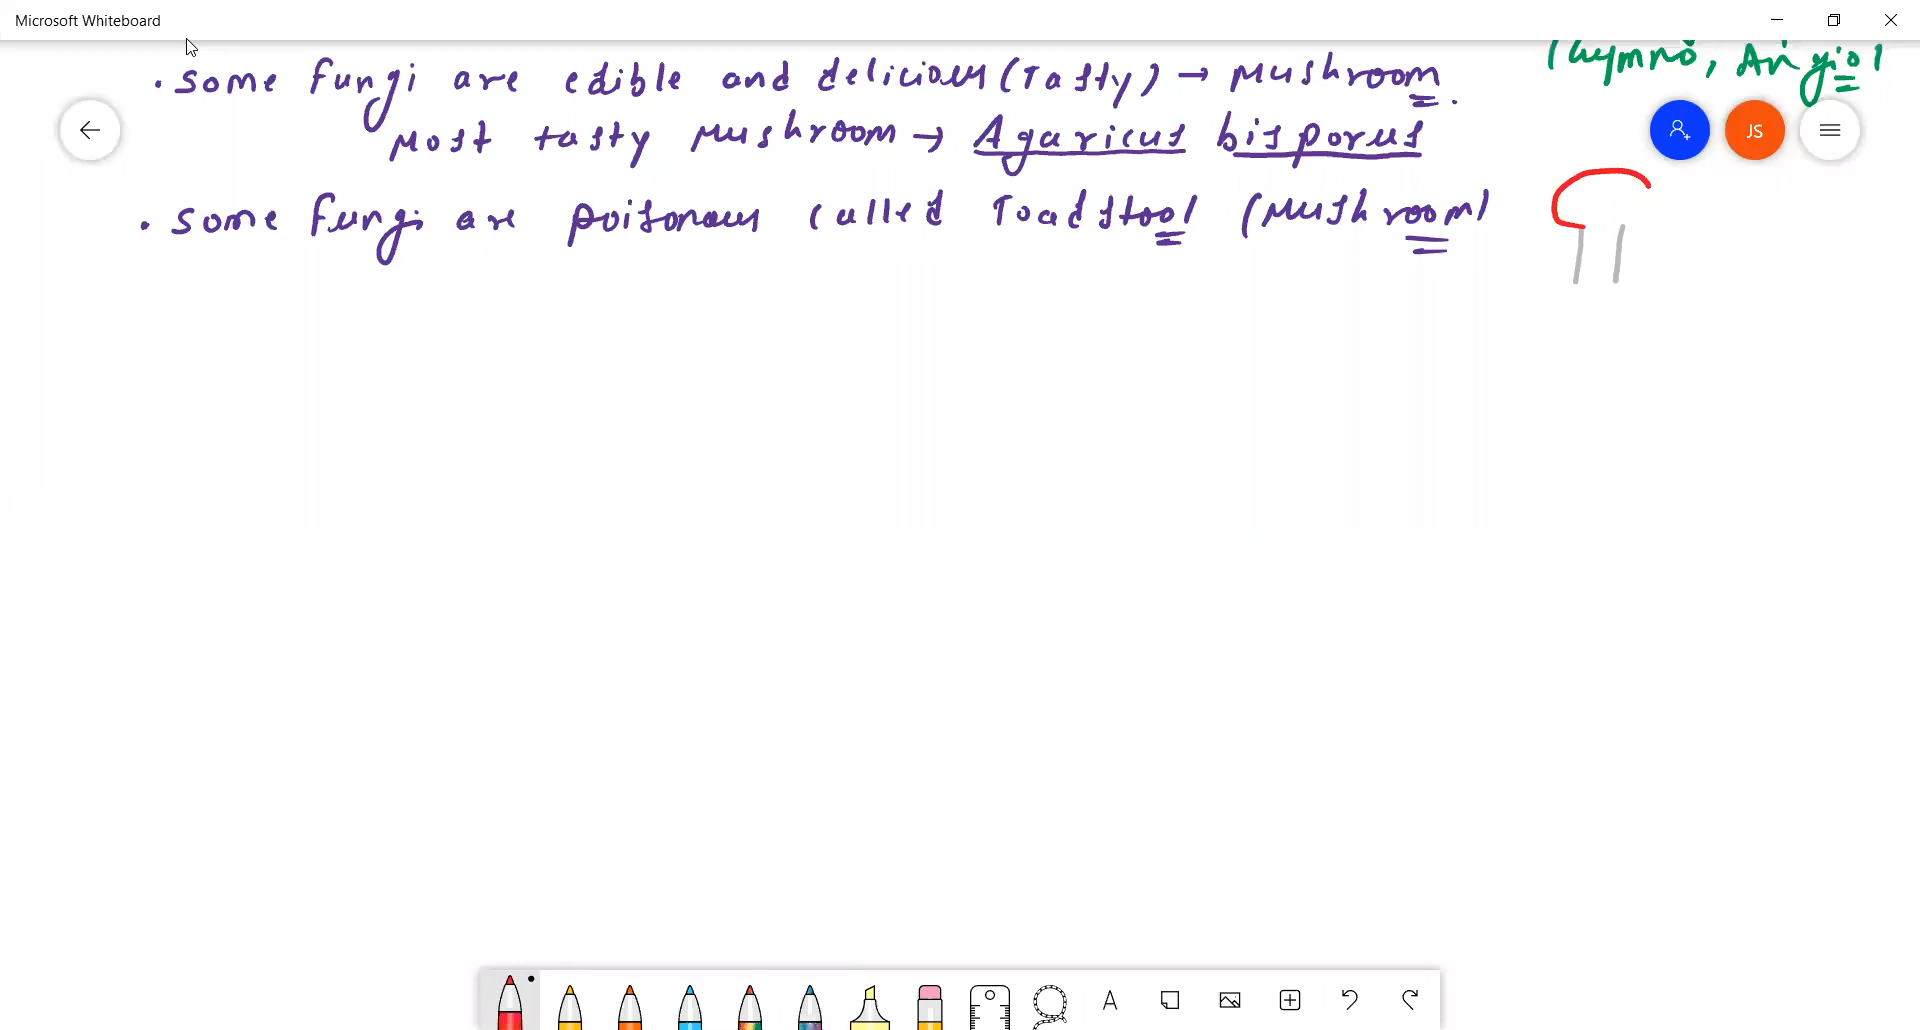 Microsoft Whiteboard
(Gymno, Angio)
. Some fungi are edible and delicious (Tasty) → Mushroom.
Most tasty Mushroom → Agaricus bisporus
JS
. Some fungi are poisonous called Toadstool (Mushroom)
A